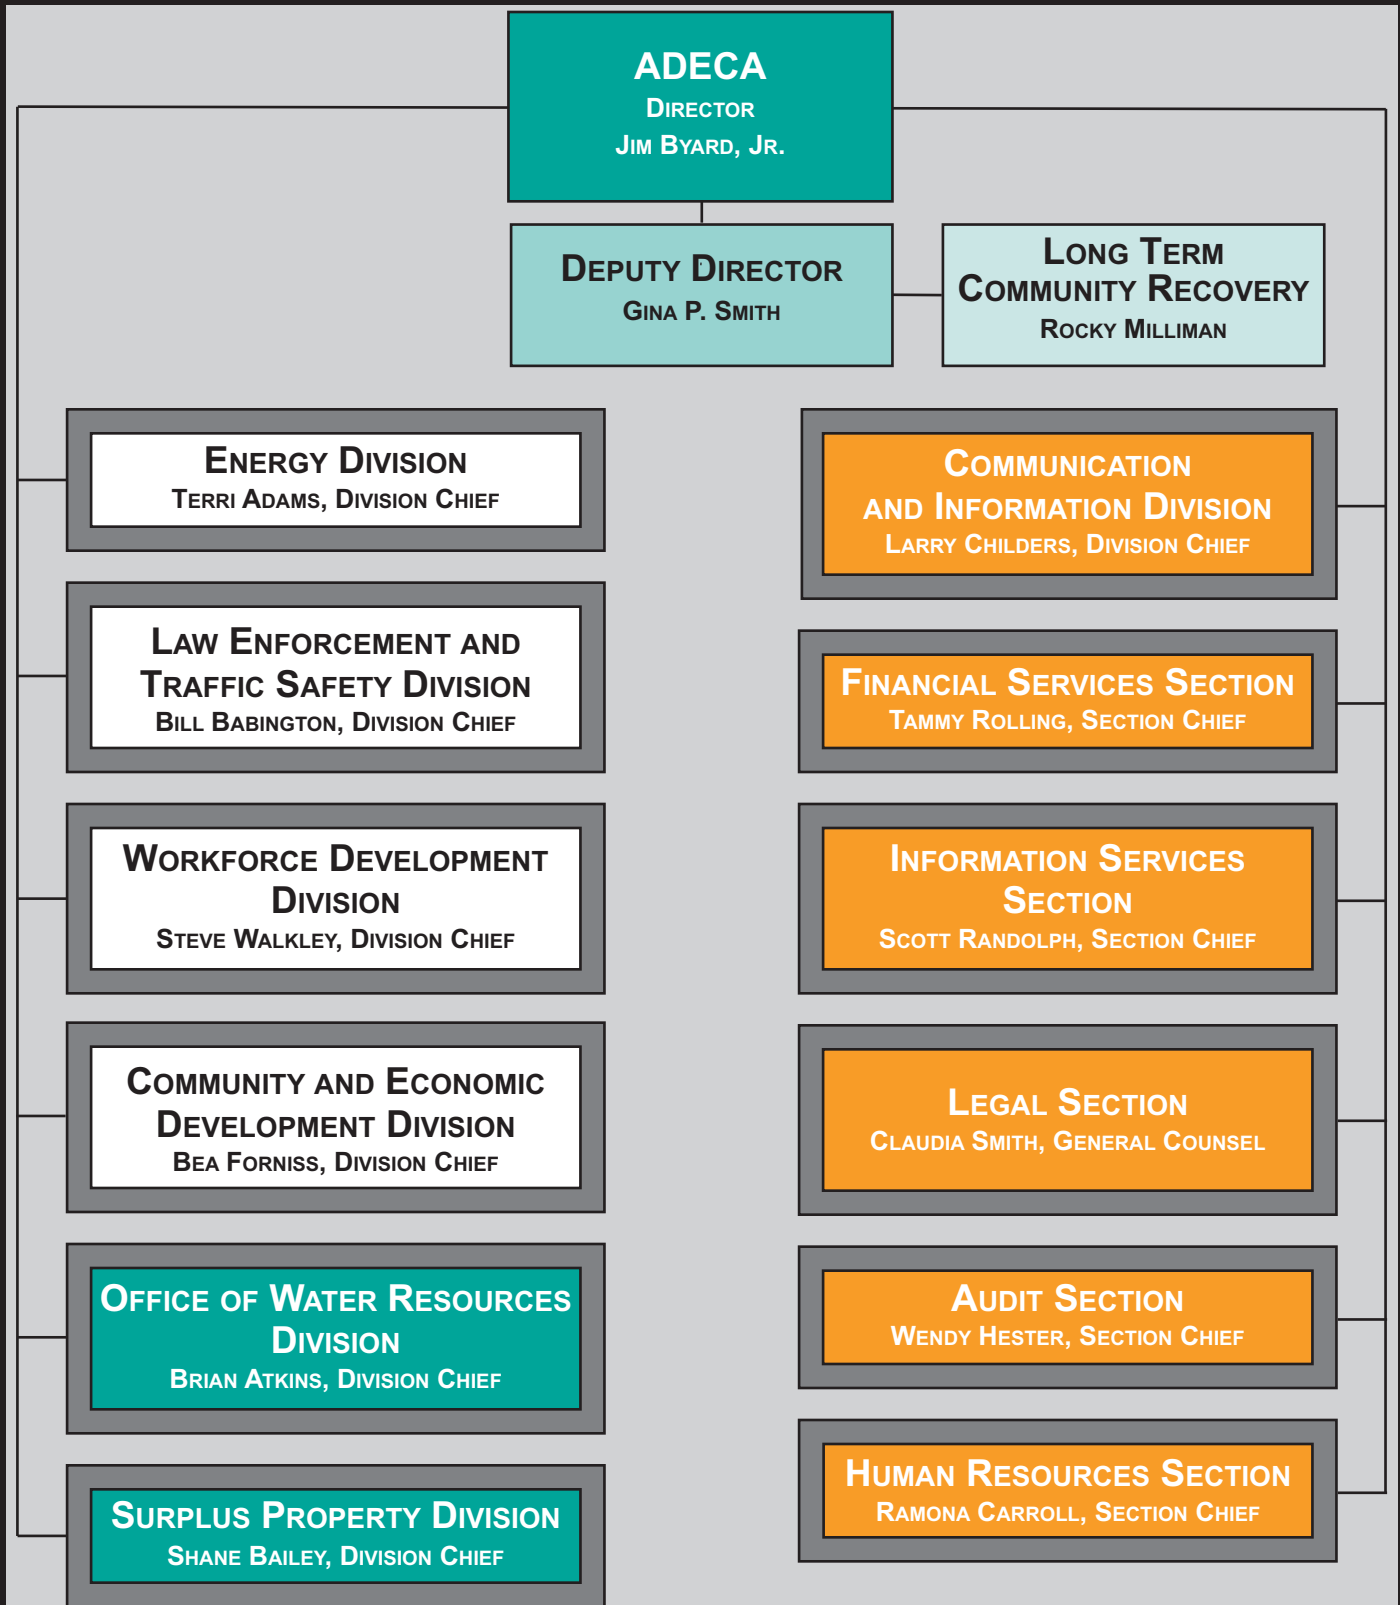 ADECA
Director
Jim Byard, Jr.
Deputy Director
Gina P. Smith
Long Term
Community Recovery
Rocky Milliman
Energy Division
Terri Adams, Division Chief
Law Enforcement and
Traffic Safety Division
Bill Babington, Division Chief
Workforce Development
Division
Steve Walkley, Division Chief
Community and Economic
Development Division
Bea Forniss, Division Chief
Office of Water Resources
Division
Brian Atkins, Division Chief
Surplus Property Division
Shane Bailey, Division Chief
Communication
and Information Division
Larry Childers, Division Chief
Financial Services Section
Tammy Rolling, Section Chief
Information Services
Section
Scott Randolph, Section Chief
Legal Section
Claudia Smith, General Counsel
Audit Section
Wendy Hester, Section Chief
Human Resources Section
Ramona Carroll, Section Chief